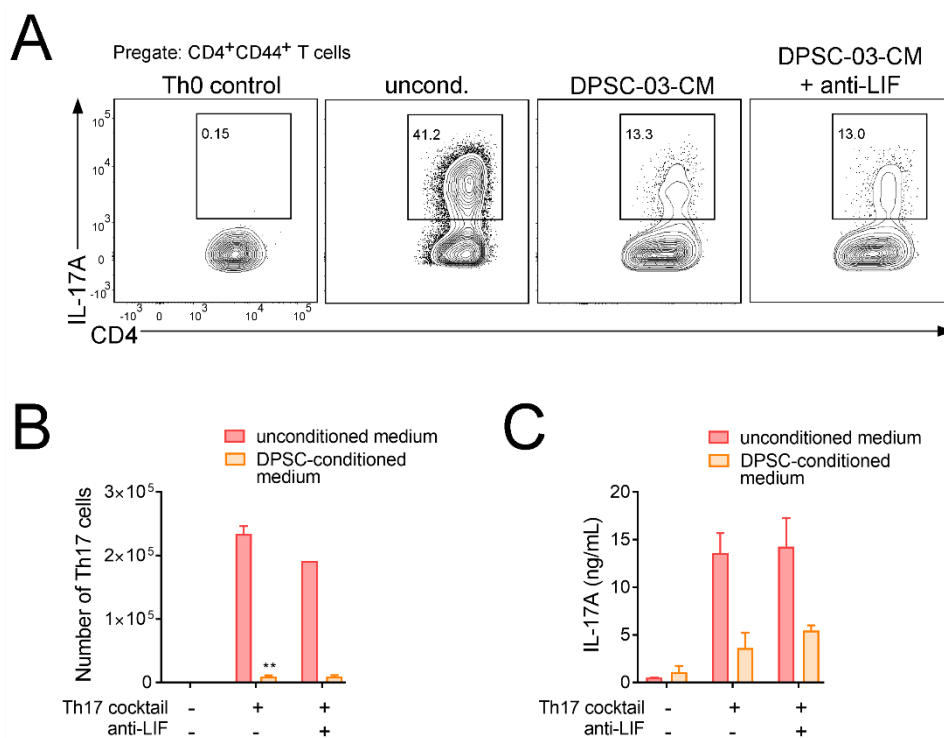 A
Pregate: CD4⁺CD44⁺ T cells
Th0 control
uncond.
DPSC-03-CM
DPSC-03-CM
+ anti-LIF
IL-17A
10⁵
10⁴
10³
0
-10³
0.15
41.2
13.3
13.0
-10³ 0 10³ 10⁴ 10⁵
CD4
B
unconditioned medium
DPSC-conditioned
medium
Number of Th17 cells
3×10⁵
2×10⁵
1×10⁵
0
**
Th17 cocktail - + +
anti-LIF - - +
C
unconditioned medium
DPSC-conditioned
medium
IL-17A (ng/mL)
20
15
10
5
0
Th17 cocktail - + +
anti-LIF - - +